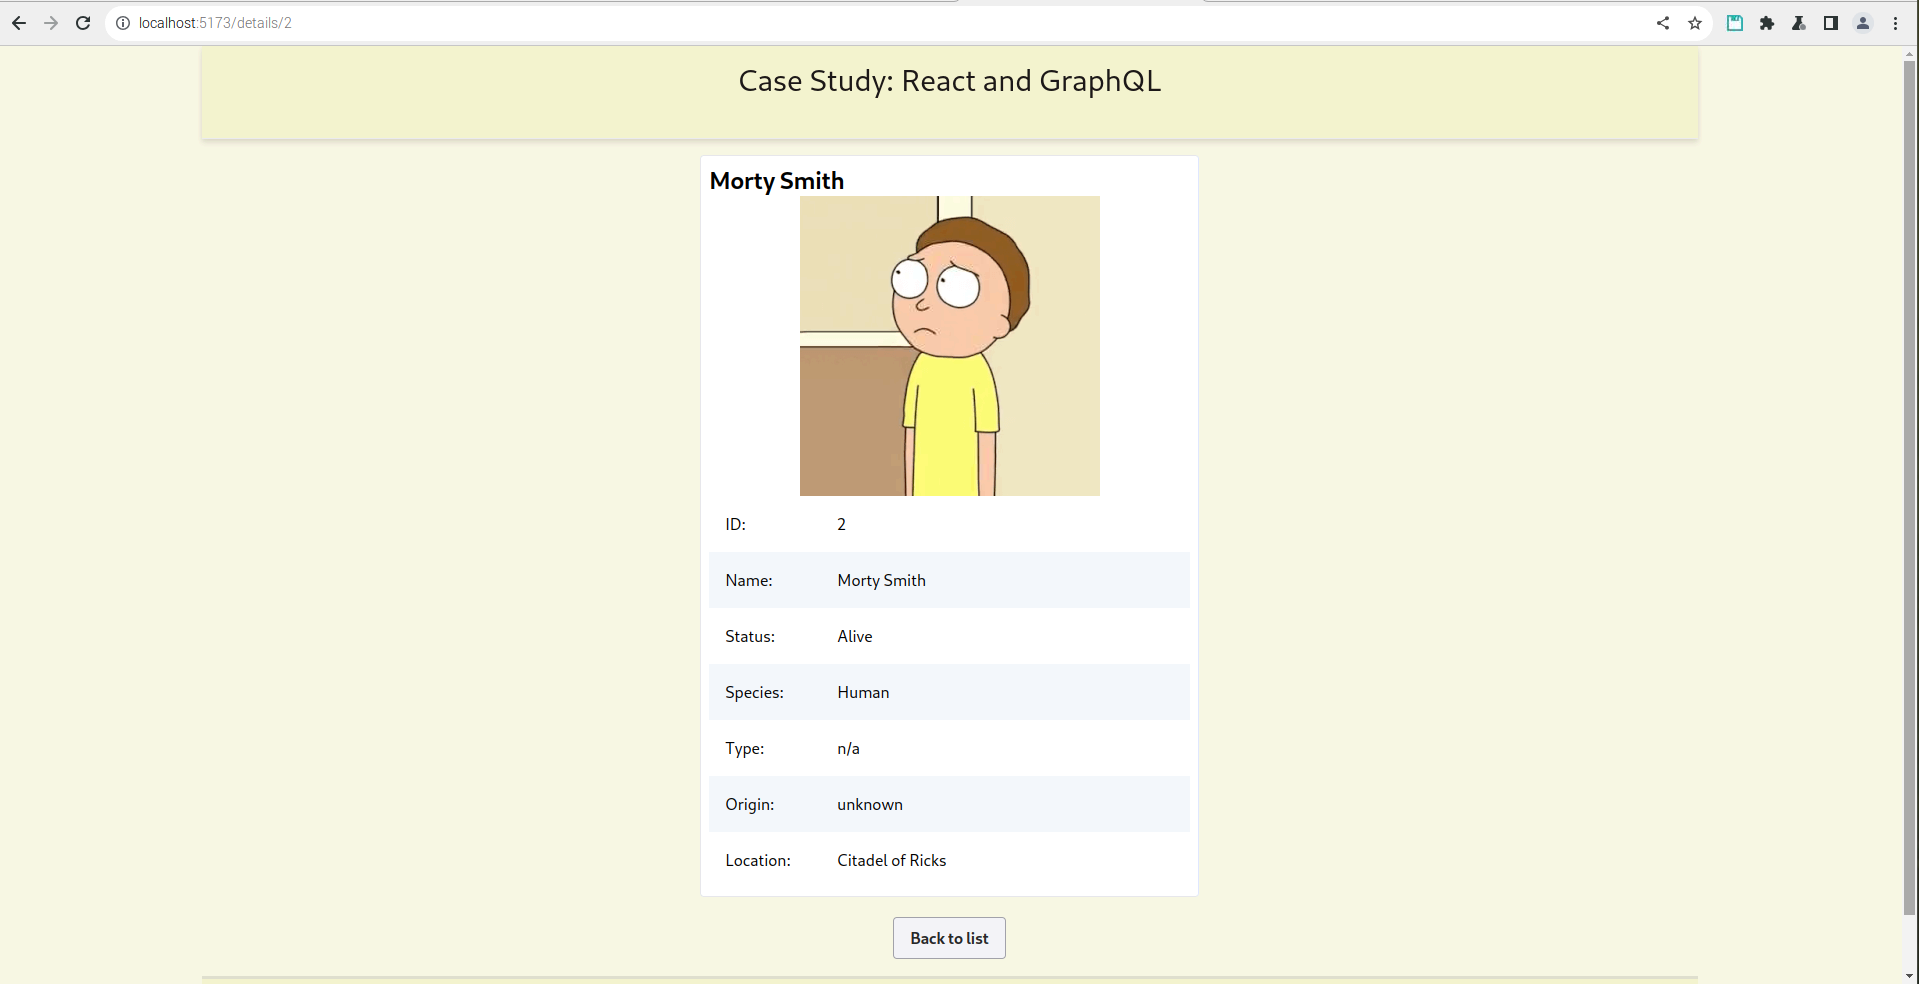 localhost:5173/details/2
Case Study: React and GraphQL
Morty Smith
ID: 2
Name: Morty Smith
Status: Alive
Species: Human
Type: n/a
Origin: unknown
Location: Citadel of Ricks
Back to list